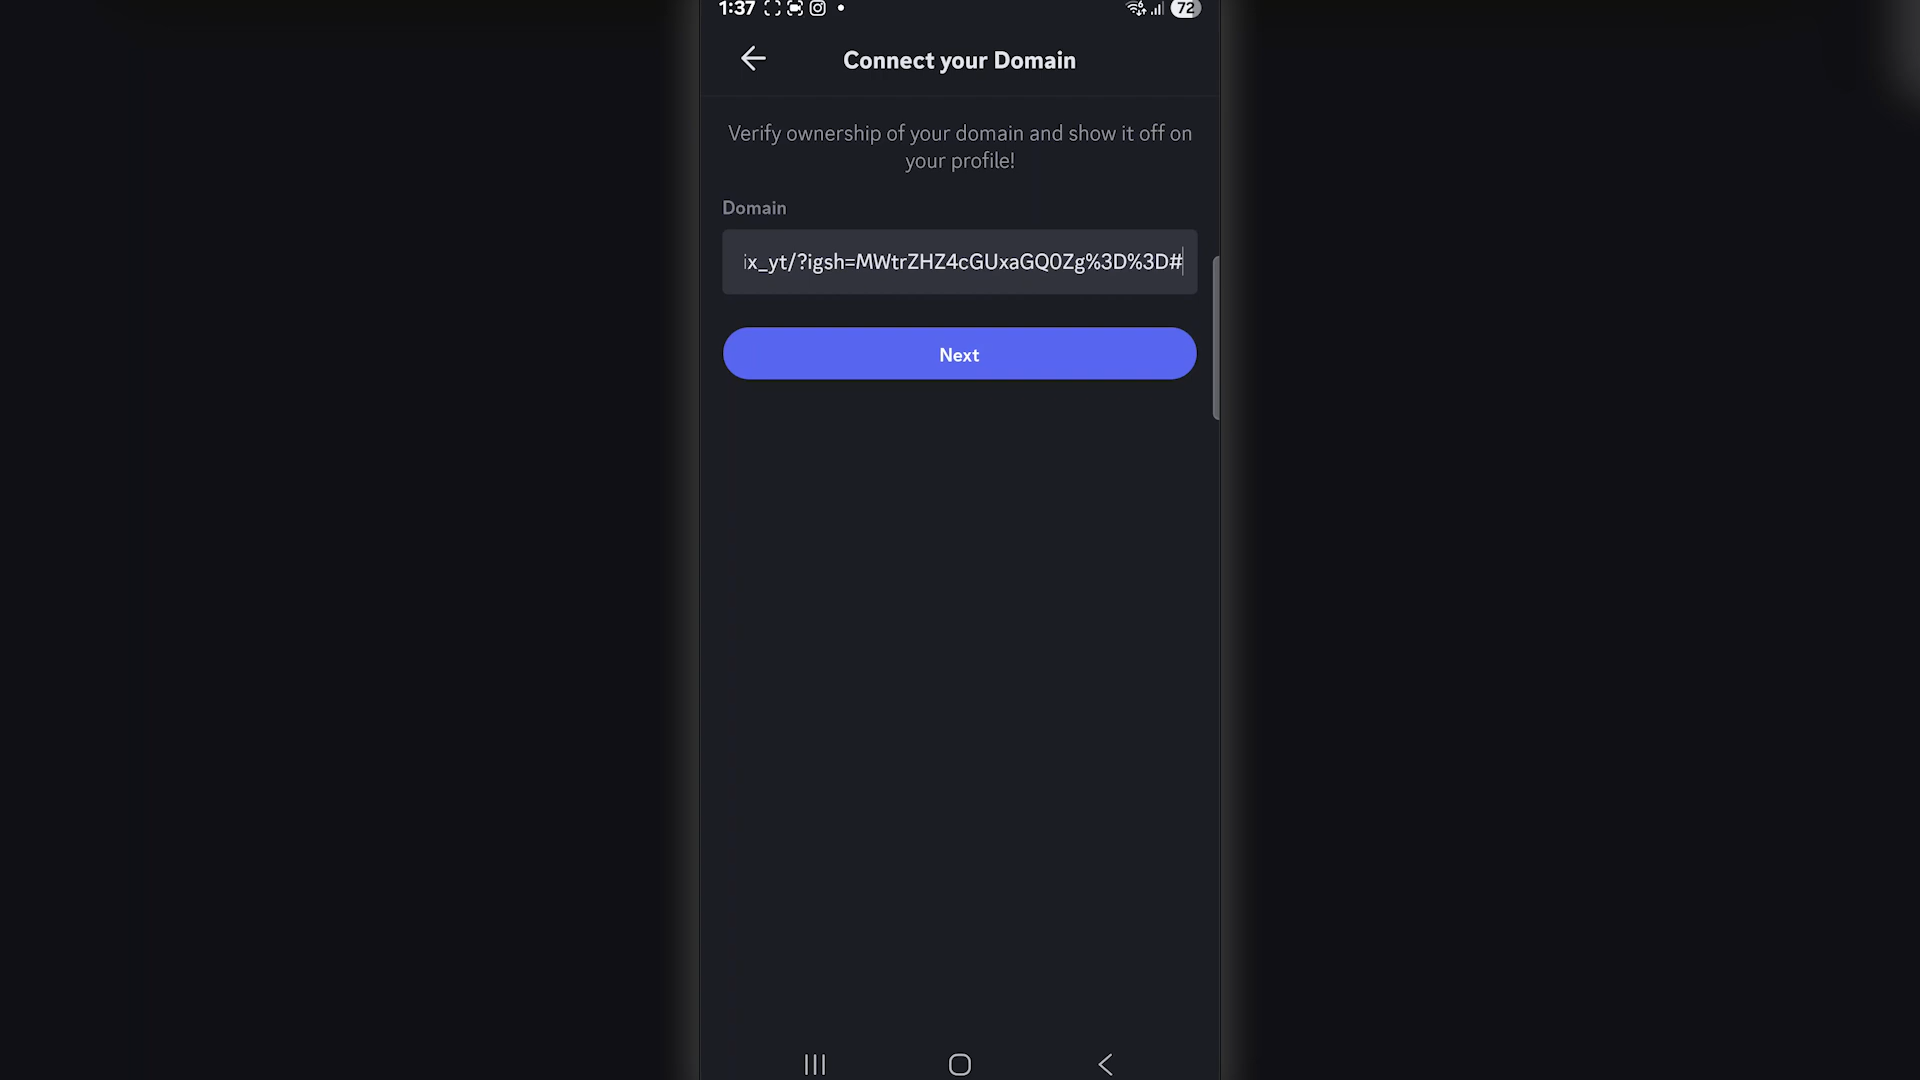 1:37
72
Connect your Domain
Verify ownership of your domain and show it off on
your profile!
Domain
ix_yt/?igsh=MWtrZHZ4cGUxaGQ0Zg%3D%3D#
Next